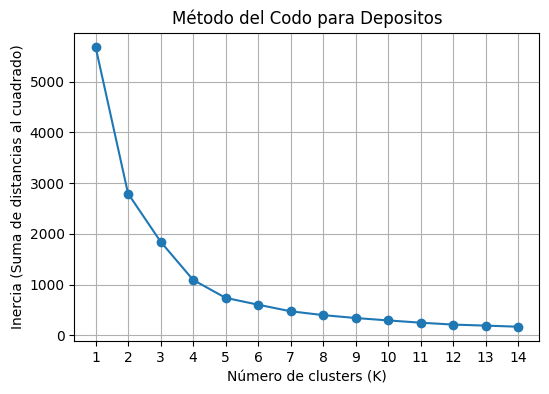 Método del Codo para Depositos
Inercia (Suma de distancias al cuadrado)
5000
4000
3000
2000
1000
0
1 2 3 4 5 6 7 8 9 10 11 12 13 14
Número de clusters (K)